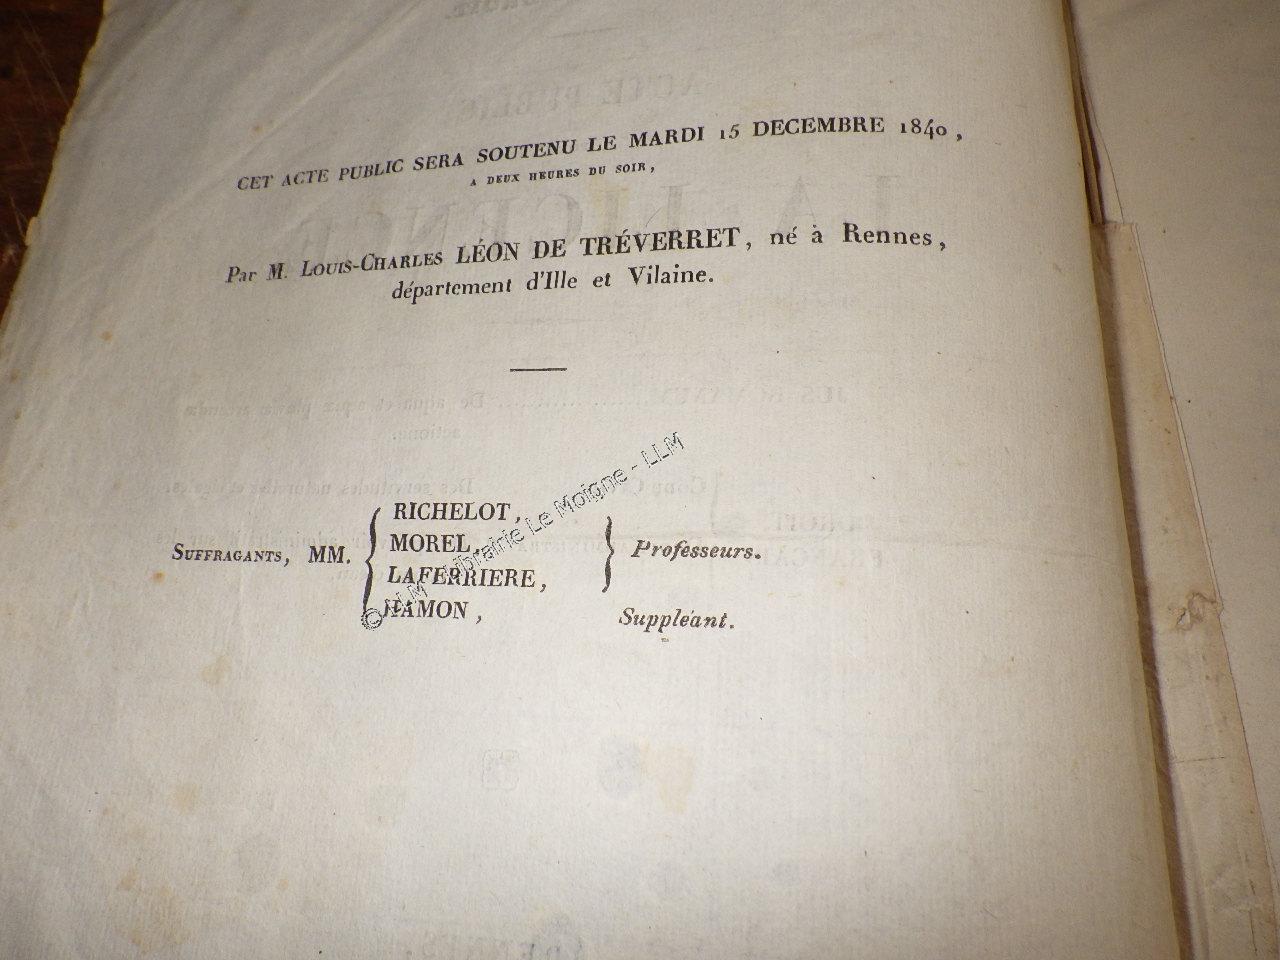 CET ACTE PUBLIC SERA SOUTENU LE MARDI 15 DECEMBRE 1840,
A DEUX HEURES DU SOIR,
Par M. LOUIS-CHARLES LÉON DE TRÉVERRET, né à Rennes,
département d'Ille et Vilaine.
RICHELOT,
MOREL,
SUFFRAGANTS, MM. Professeurs.
LAFERRIERE,
HAMON, Suppléant.
© LLM - Librairie Le Moigne - LLM